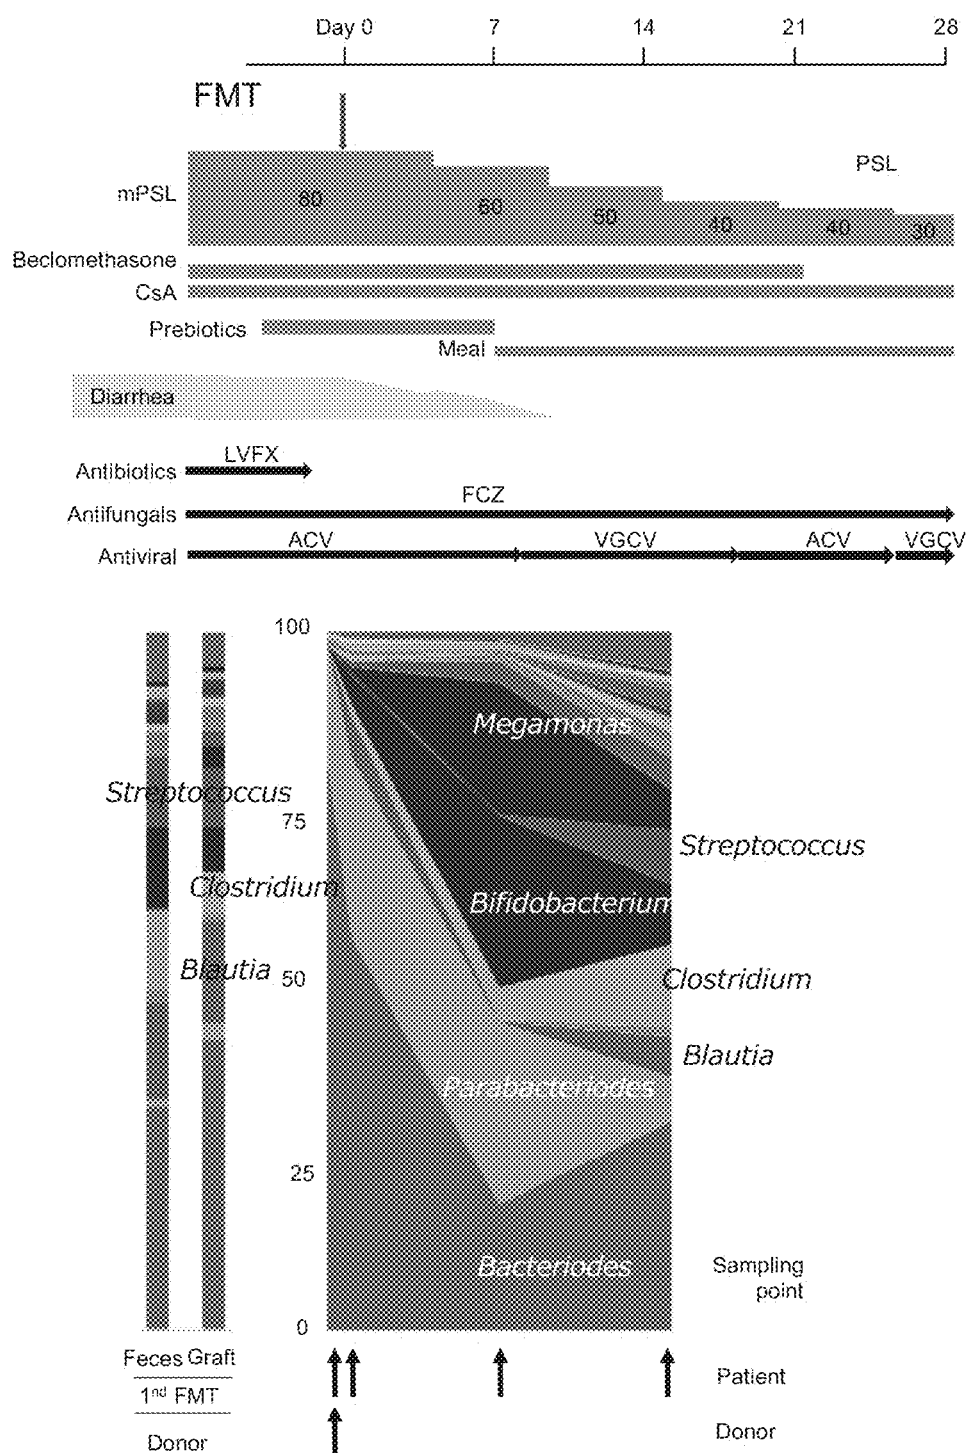 Day 0 7 14 21 28
FMT
PSL
mPSL
80 60 50 40 40 30
Beclomethasone
CsA
Prebiotics
Meal
Diarrhea
LVFX
Antibiotics
FCZ
Antifungals
ACV VGCV ACV VGCV
Antiviral
100
Megamonas
Streptococcus
75
Streptococcus
Clostridium
Bifidobacterium
Blautia
50
Clostridium
Blautia
Parabacteriodes
25
Bacteriodes
Sampling
point
0
Feces Graft
Patient
1nd FMT
Donor
Donor